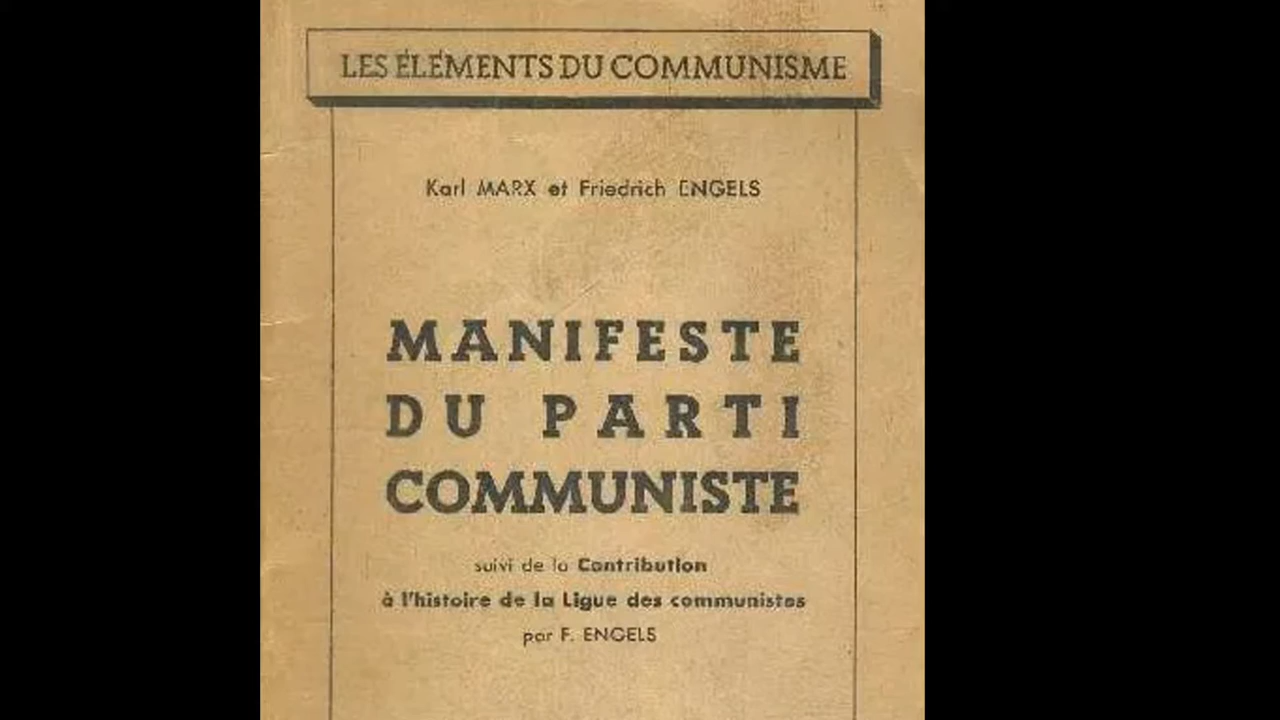 LES ÉLÉMENTS DU COMMUNISME
Karl MARX et Friedrich ENGELS
MANIFESTE
DU PARTI
COMMUNISTE
suivi de la Contribution
à l'histoire de la Ligue des communistes
par F. ENGELS